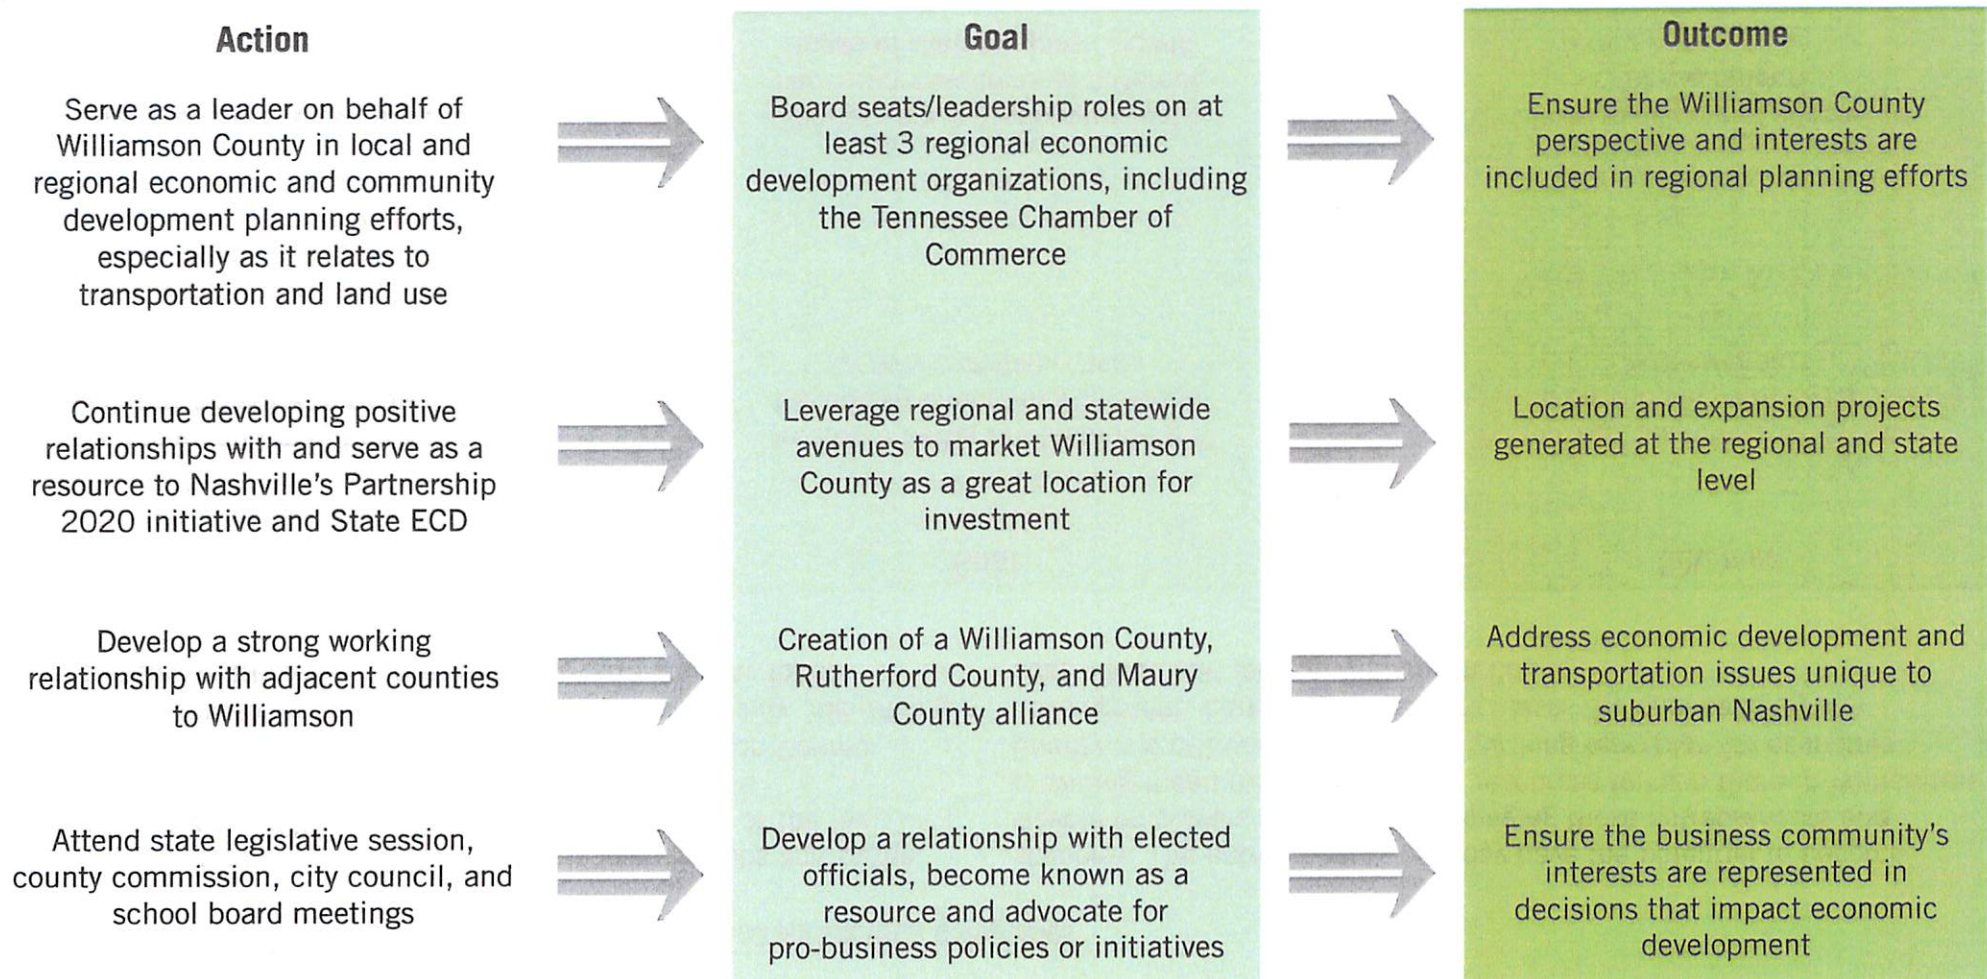 Action
Goal
Outcome
Serve as a leader on behalf of
Williamson County in local and
regional economic and community
development planning efforts,
especially as it relates to
transportation and land use
Board seats/leadership roles on at
least 3 regional economic
development organizations, including
the Tennessee Chamber of
Commerce
Ensure the Williamson County
perspective and interests are
included in regional planning efforts
Continue developing positive
relationships with and serve as a
resource to Nashville's Partnership
2020 initiative and State ECD
Leverage regional and statewide
avenues to market Williamson
County as a great location for
investment
Location and expansion projects
generated at the regional and state
level
Develop a strong working
relationship with adjacent counties
to Williamson
Creation of a Williamson County,
Rutherford County, and Maury
County alliance
Address economic development and
transportation issues unique to
suburban Nashville
Attend state legislative session,
county commission, city council, and
school board meetings
Develop a relationship with elected
officials, become known as a
resource and advocate for
pro-business policies or initiatives
Ensure the business community's
interests are represented in
decisions that impact economic
development